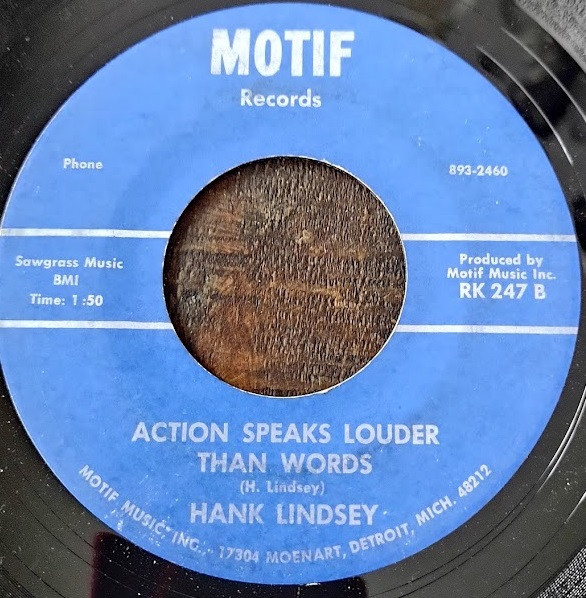 MOTIF
Records
Phone 893-2460
Sawgrass Music
BMI
Time: 1:50
Produced by
Motif Music Inc.
RK 247 B
ACTION SPEAKS LOUDER
THAN WORDS
(H. Lindsey)
HANK LINDSEY
MOTIF MUSIC, INC. - 17304 MOENART, DETROIT, MICH. 48212